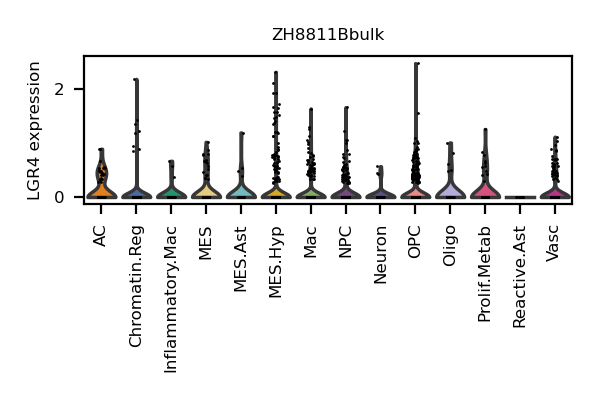 ZH8811Bbulk
LGR4 expression
2
0
AC
Chromatin.Reg
Inflammatory.Mac
MES
MES.Ast
MES.Hyp
Mac
NPC
Neuron
OPC
Oligo
Prolif.Metab
Reactive.Ast
Vasc